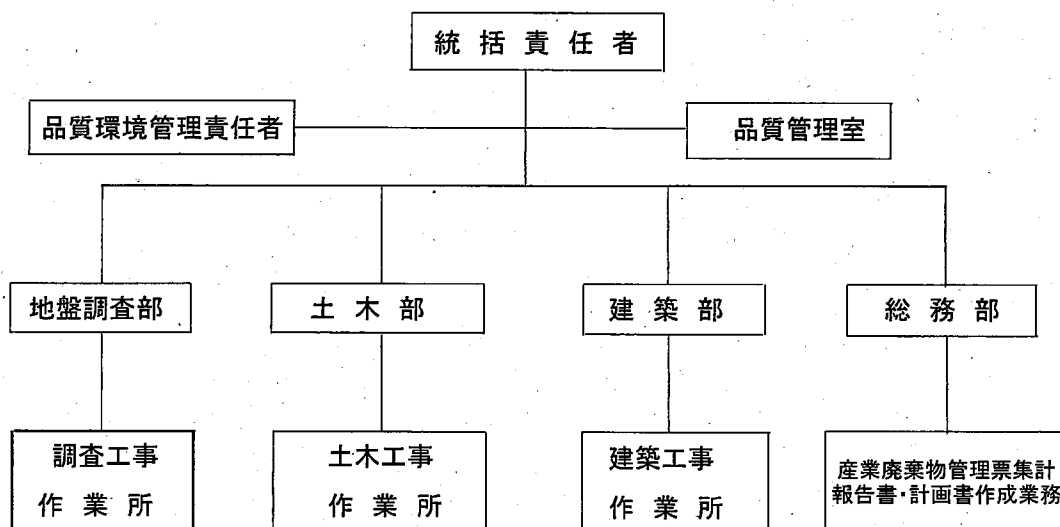 統括責任者
品質環境管理責任者
品質管理室
地盤調査部
土木部
建築部
総務部
調査工事
作業所
土木工事
作業所
建築工事
作業所
産業廃棄物管理票集計
報告書・計画書作成業務